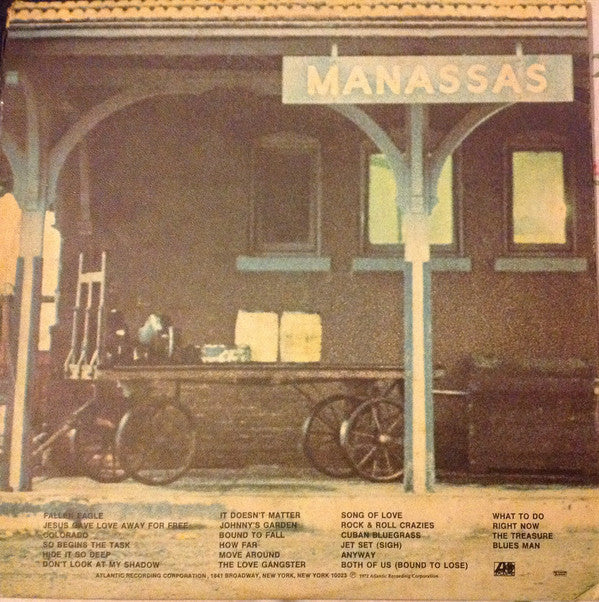 MANASSAS
FALLEN EAGLE
JESUS GAVE LOVE AWAY FOR FREE
COLORADO
SO BEGINS THE TASK
HIDE IT SO DEEP
DON'T LOOK AT MY SHADOW
IT DOESN'T MATTER
JOHNNY'S GARDEN
BOUND TO FALL
HOW FAR
MOVE AROUND
THE LOVE GANGSTER
SONG OF LOVE
ROCK & ROLL CRAZIES
CUBAN BLUEGRASS
JET SET (SIGH)
ANYWAY
BOTH OF US (BOUND TO LOSE)
WHAT TO DO
RIGHT NOW
THE TREASURE
BLUES MAN
ATLANTIC RECORDING CORPORATION, 1841 BROADWAY, NEW YORK, NEW YORK 10023 Ⓟ 1972 Atlantic Recording Corporation